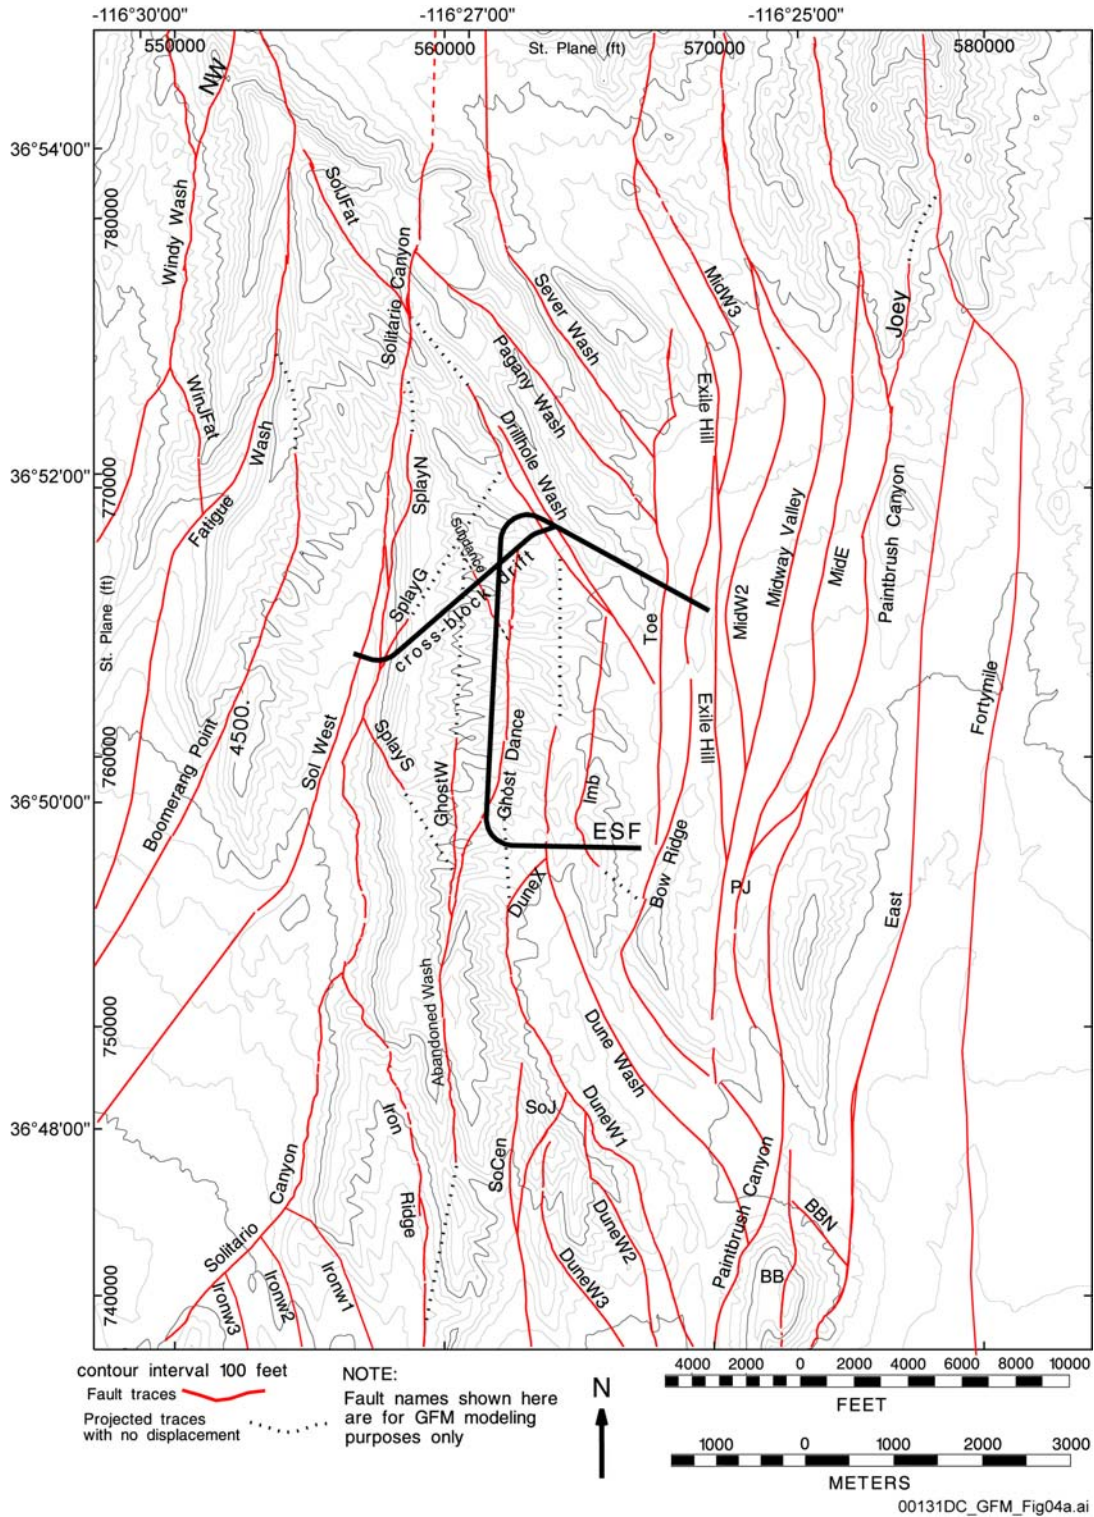 -116°30'00"
-116°27'00"
-116°25'00"
550000
560000
St. Plane (ft)
570000
580000
NW
36°54'00"
SolJFat
Windy Wash
780000
Solitario Canyon
Sever Wash
MidW3
Joey
Pagany Wash
WinJFat
Wash
Exile Hill
Drillhole Wash
36°52'00"
770000
SplayN
Fatigue
Sundance
Paintbrush Canyon
Midway Valley
MidE
cross-block drift
SplayG
Toe
MidW2
St. Plane (ft)
Fortymile
4500.
Sol West
SplayS
Ghost Dance
Exile Hill
760000
GhostW
Imb
36°50'00"
Boomerang Point
ESF
Bow Ridge
PJ
DuneX
East
750000
Abandoned Wash
Dune Wash
36°48'00"
Iron
SoJ
DuneW1
Canyon
SoCen
Ridge
Paintbrush Canyon
BBN
Solitario
DuneW2
740000
Ironw3
Ironw2
Ironw1
DuneW3
BB
contour interval 100 feet
Fault traces
Projected traces
with no displacement
NOTE:
Fault names shown here
are for GFM modeling
purposes only
N
4000 2000 0 2000 4000 6000 8000 10000
FEET
1000 0 1000 2000 3000
METERS
00131DC_GFM_Fig04a.ai